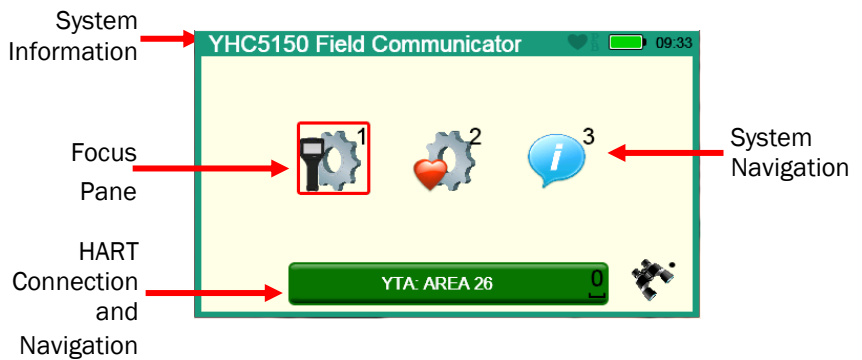 System
Information
YHC5150 Field Communicator
09:33
1
2
3
i
Focus
Pane
System
Navigation
HART
Connection
and
Navigation
YTA: AREA 26
0